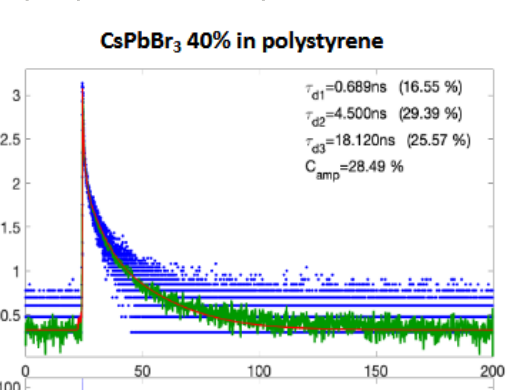 CsPbBr₃ 40% in polystyrene
τd1=0.689ns (16.55 %)
τd2=4.500ns (29.39 %)
τd3=18.120ns (25.57 %)
Camp=28.49 %
3
2.5
2
1.5
1
0.5
0 50 100 150 200
100